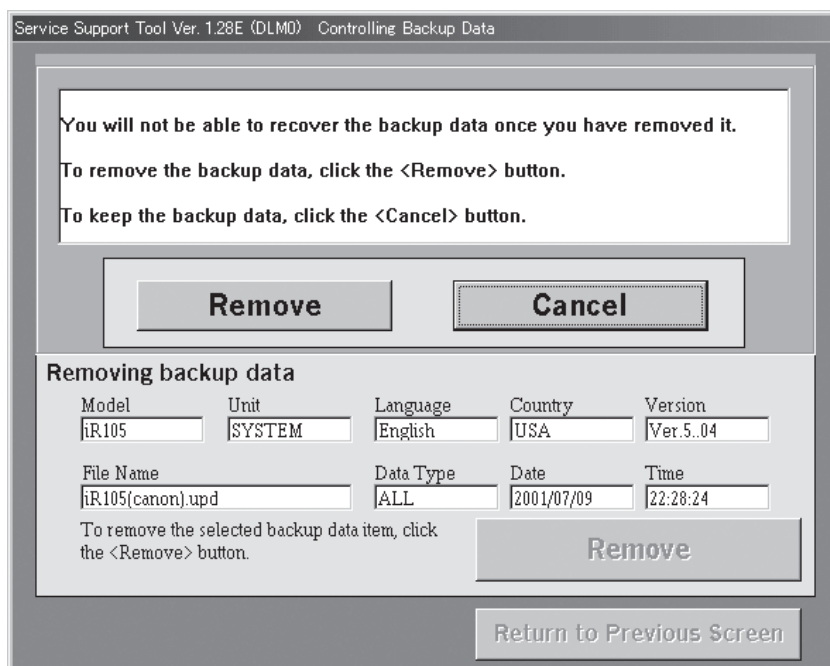 Service Support Tool Ver. 1.28E (DLM0) Controlling Backup Data
You will not be able to recover the backup data once you have removed it.
To remove the backup data, click the <Remove> button.
To keep the backup data, click the <Cancel> button.
Remove Cancel
Removing backup data
Model Unit Language Country Version
iR105 SYSTEM English USA Ver.5..04
File Name Data Type Date Time
iR105(canon).upd ALL 2001/07/09 22:28:24
To remove the selected backup data item, click
the <Remove> button.
Remove
Return to Previous Screen